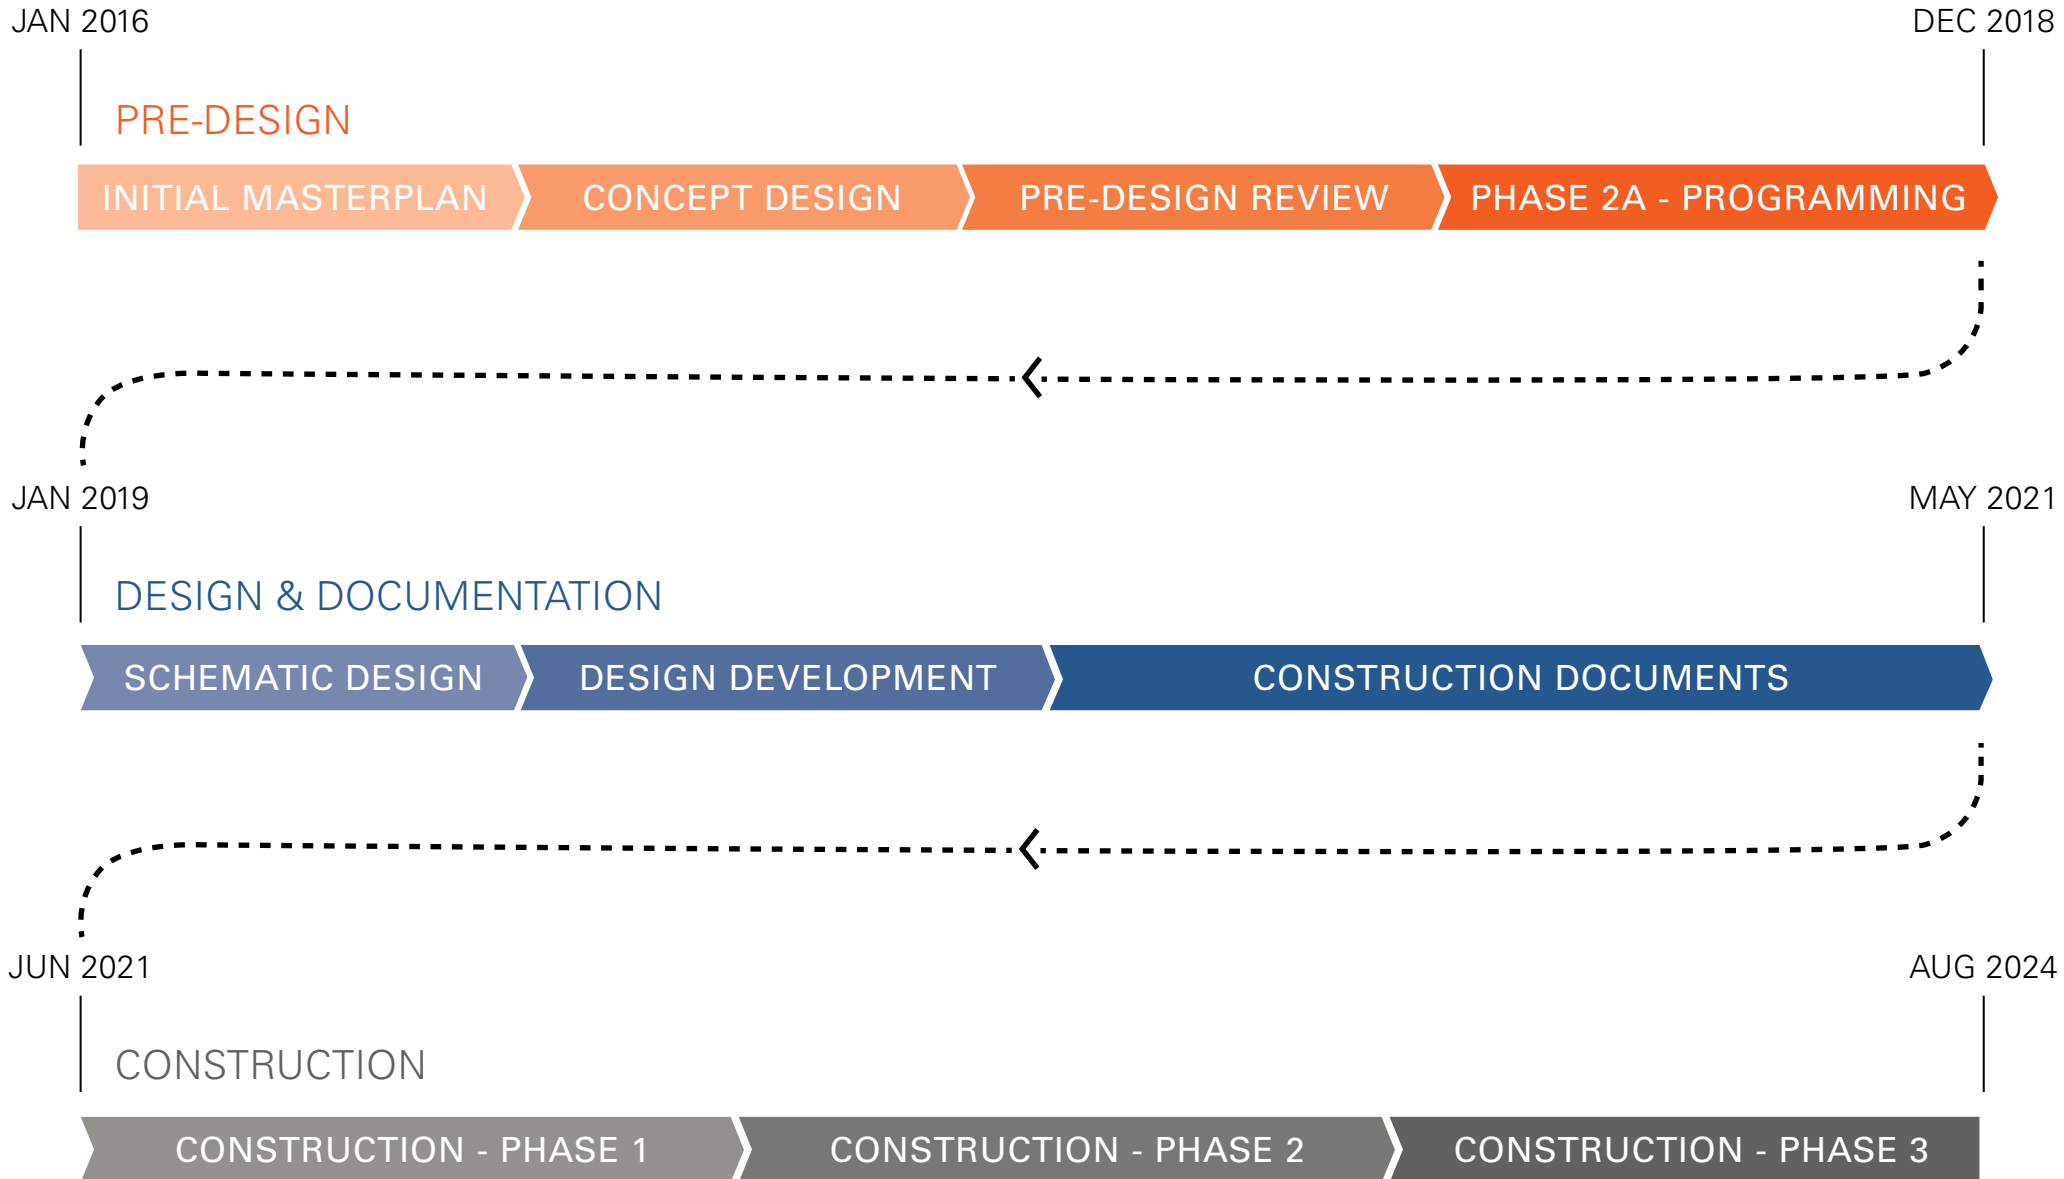 JAN 2016
DEC 2018
PRE-DESIGN
INITIAL MASTERPLAN
CONCEPT DESIGN
PRE-DESIGN REVIEW
PHASE 2A - PROGRAMMING
JAN 2019
MAY 2021
DESIGN & DOCUMENTATION
SCHEMATIC DESIGN
DESIGN DEVELOPMENT
CONSTRUCTION DOCUMENTS
JUN 2021
AUG 2024
CONSTRUCTION
CONSTRUCTION - PHASE 1
CONSTRUCTION - PHASE 2
CONSTRUCTION - PHASE 3